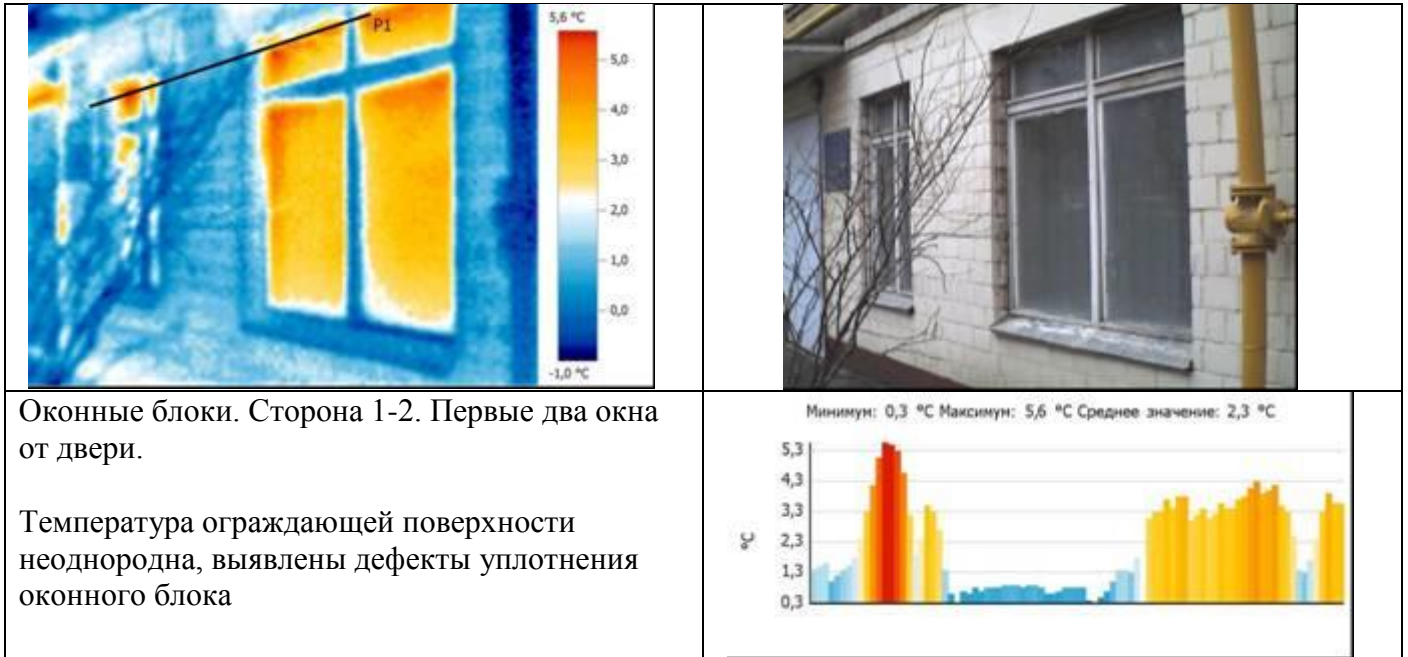 P1
5,6 °C
5,0
4,0
3,0
2,0
1,0
0,0
-1,0 °C
Оконные блоки. Сторона 1-2. Первые два окна
от двери.
Температура ограждающей поверхности
неоднородна, выявлены дефекты уплотнения
оконного блока
Минимум: 0,3 °C Максимум: 5,6 °C Среднее значение: 2,3 °C
5,3
4,3
3,3
2,3
1,3
0,3
°C